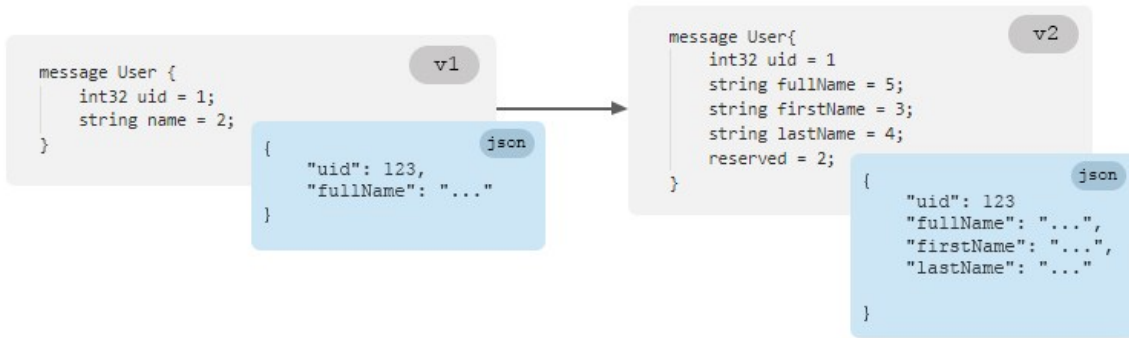 v1
message User {
int32 uid = 1;
string name = 2;
}
json
{
"uid": 123,
"fullName": "..."
}
v2
message User{
int32 uid = 1
string fullName = 5;
string firstName = 3;
string lastName = 4;
reserved = 2;
}
json
{
"uid": 123
"fullName": "...",
"firstName": "...",
"lastName": "..."
}